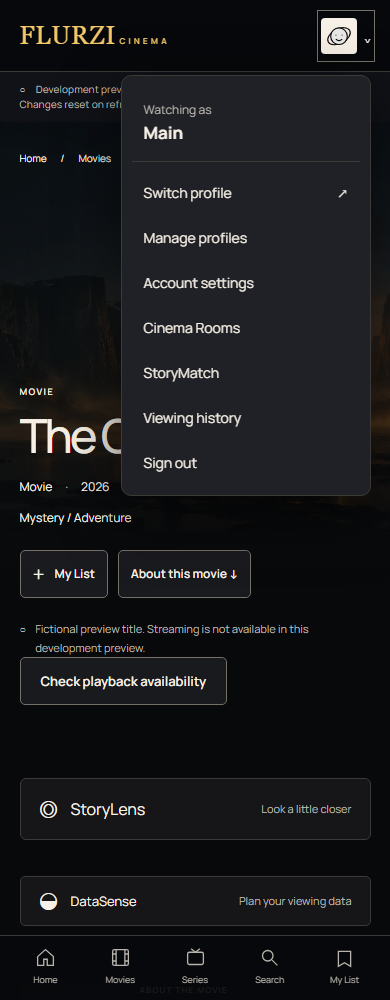 FLURZI CINEMA
Development
Changes reset on
Home / Movies
Watching as
Main
Switch profile ↗
Manage profiles
Account settings
Cinema Rooms
StoryMatch
Viewing history
Sign out
MOVIE
The
Movie · 2026
Mystery / Adventure
+ My List
About this movie ↓
Fictional preview title. Streaming is not available in this
development preview.
Check playback availability
StoryLens Look a little closer
DataSense Plan your viewing data
ABOUT THE MOVIE
Home Movies Series Search My List